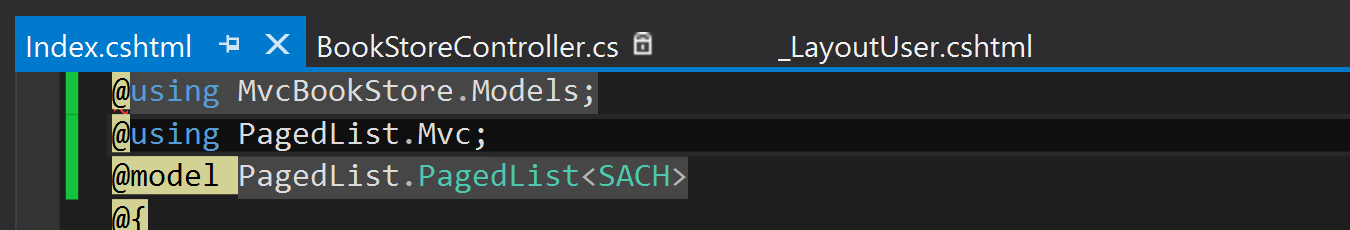 Index.cshtml BookStoreController.cs _LayoutUser.cshtml
@using MvcBookStore.Models;
@using PagedList.Mvc;
@model PagedList.PagedList<SACH>
@{